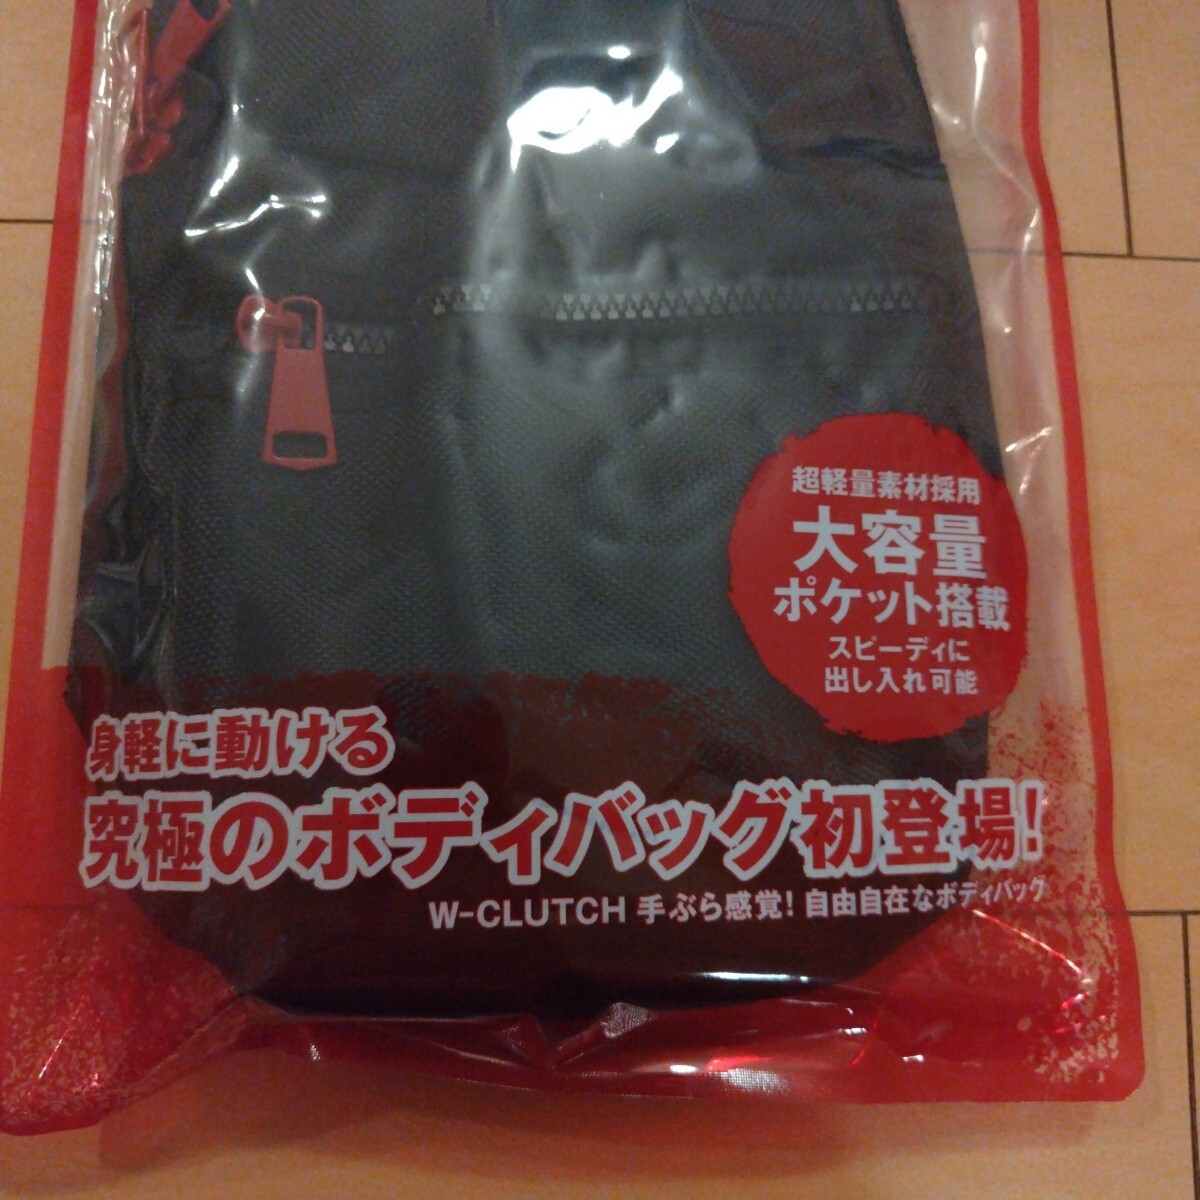 超軽量素材採用
大容量
ポケット搭載
スピーディに
出し入れ可能
身軽に動ける
究極のボディバッグ初登場!
W-CLUTCH 手ぶら感覚! 自由自在なボディバッグ